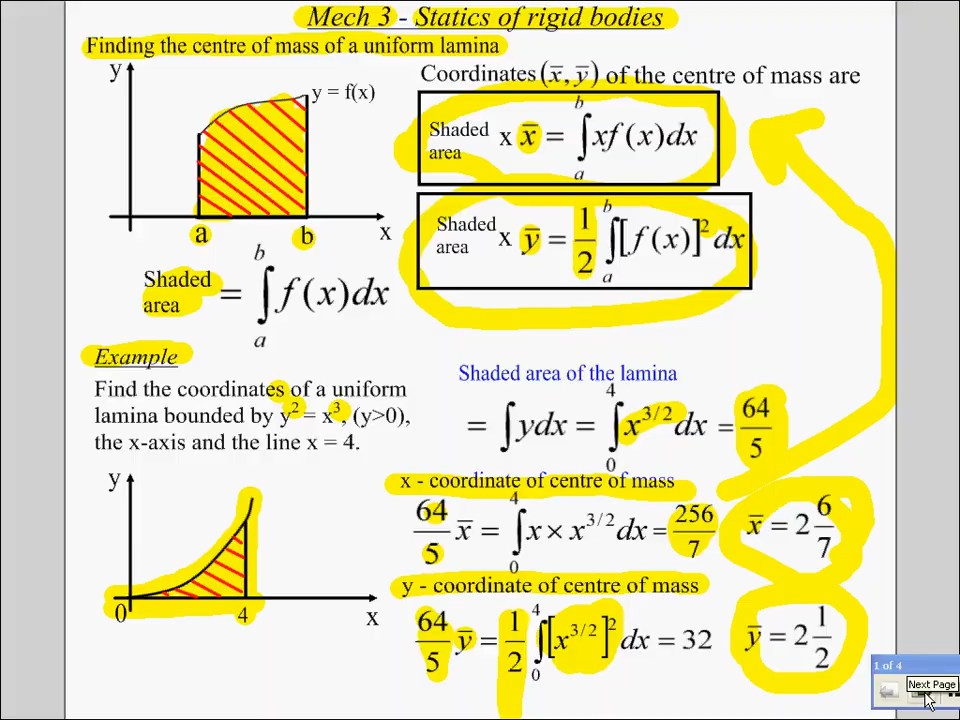 Mech 3 - Statics of rigid bodies
Finding the centre of mass of a uniform lamina
y
y = f(x)
a b x
Coordinates (x̄, ȳ) of the centre of mass are
Shaded area x x̄ = ∫ₐᵇ xf(x)dx
Shaded area x ȳ = 1/2 ∫ₐᵇ [f(x)]² dx
Shaded area = ∫ₐᵇ f(x)dx
Example
Find the coordinates of a uniform
lamina bounded by y² = x³, (y>0),
the x-axis and the line x = 4.
y
0 4 x
Shaded area of the lamina
= ∫ydx = ∫₀⁴ x^(3/2) dx = 64/5
x - coordinate of centre of mass
64/5 x̄ = ∫₀⁴ x × x^(3/2) dx = 256/7 x̄ = 2 6/7
y - coordinate of centre of mass
64/5 ȳ = 1/2 ∫₀⁴ [x^(3/2)]² dx = 32 ȳ = 2 1/2
1 of 4
Next Page